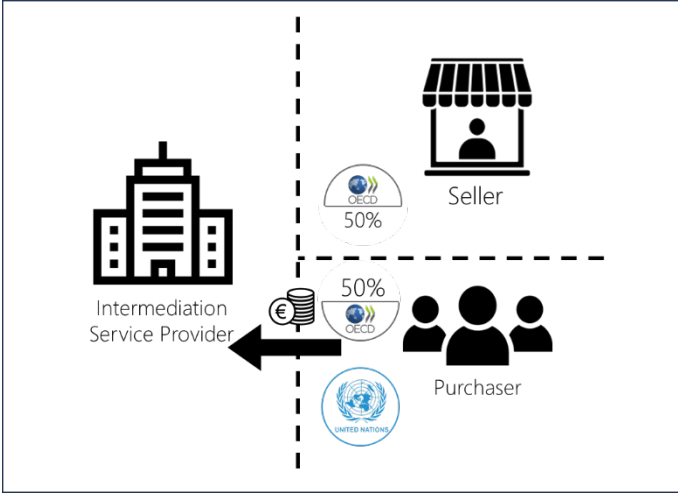 Seller
OECD
50%
50%
OECD
€
Intermediation
Service Provider
Purchaser
UNITED NATIONS